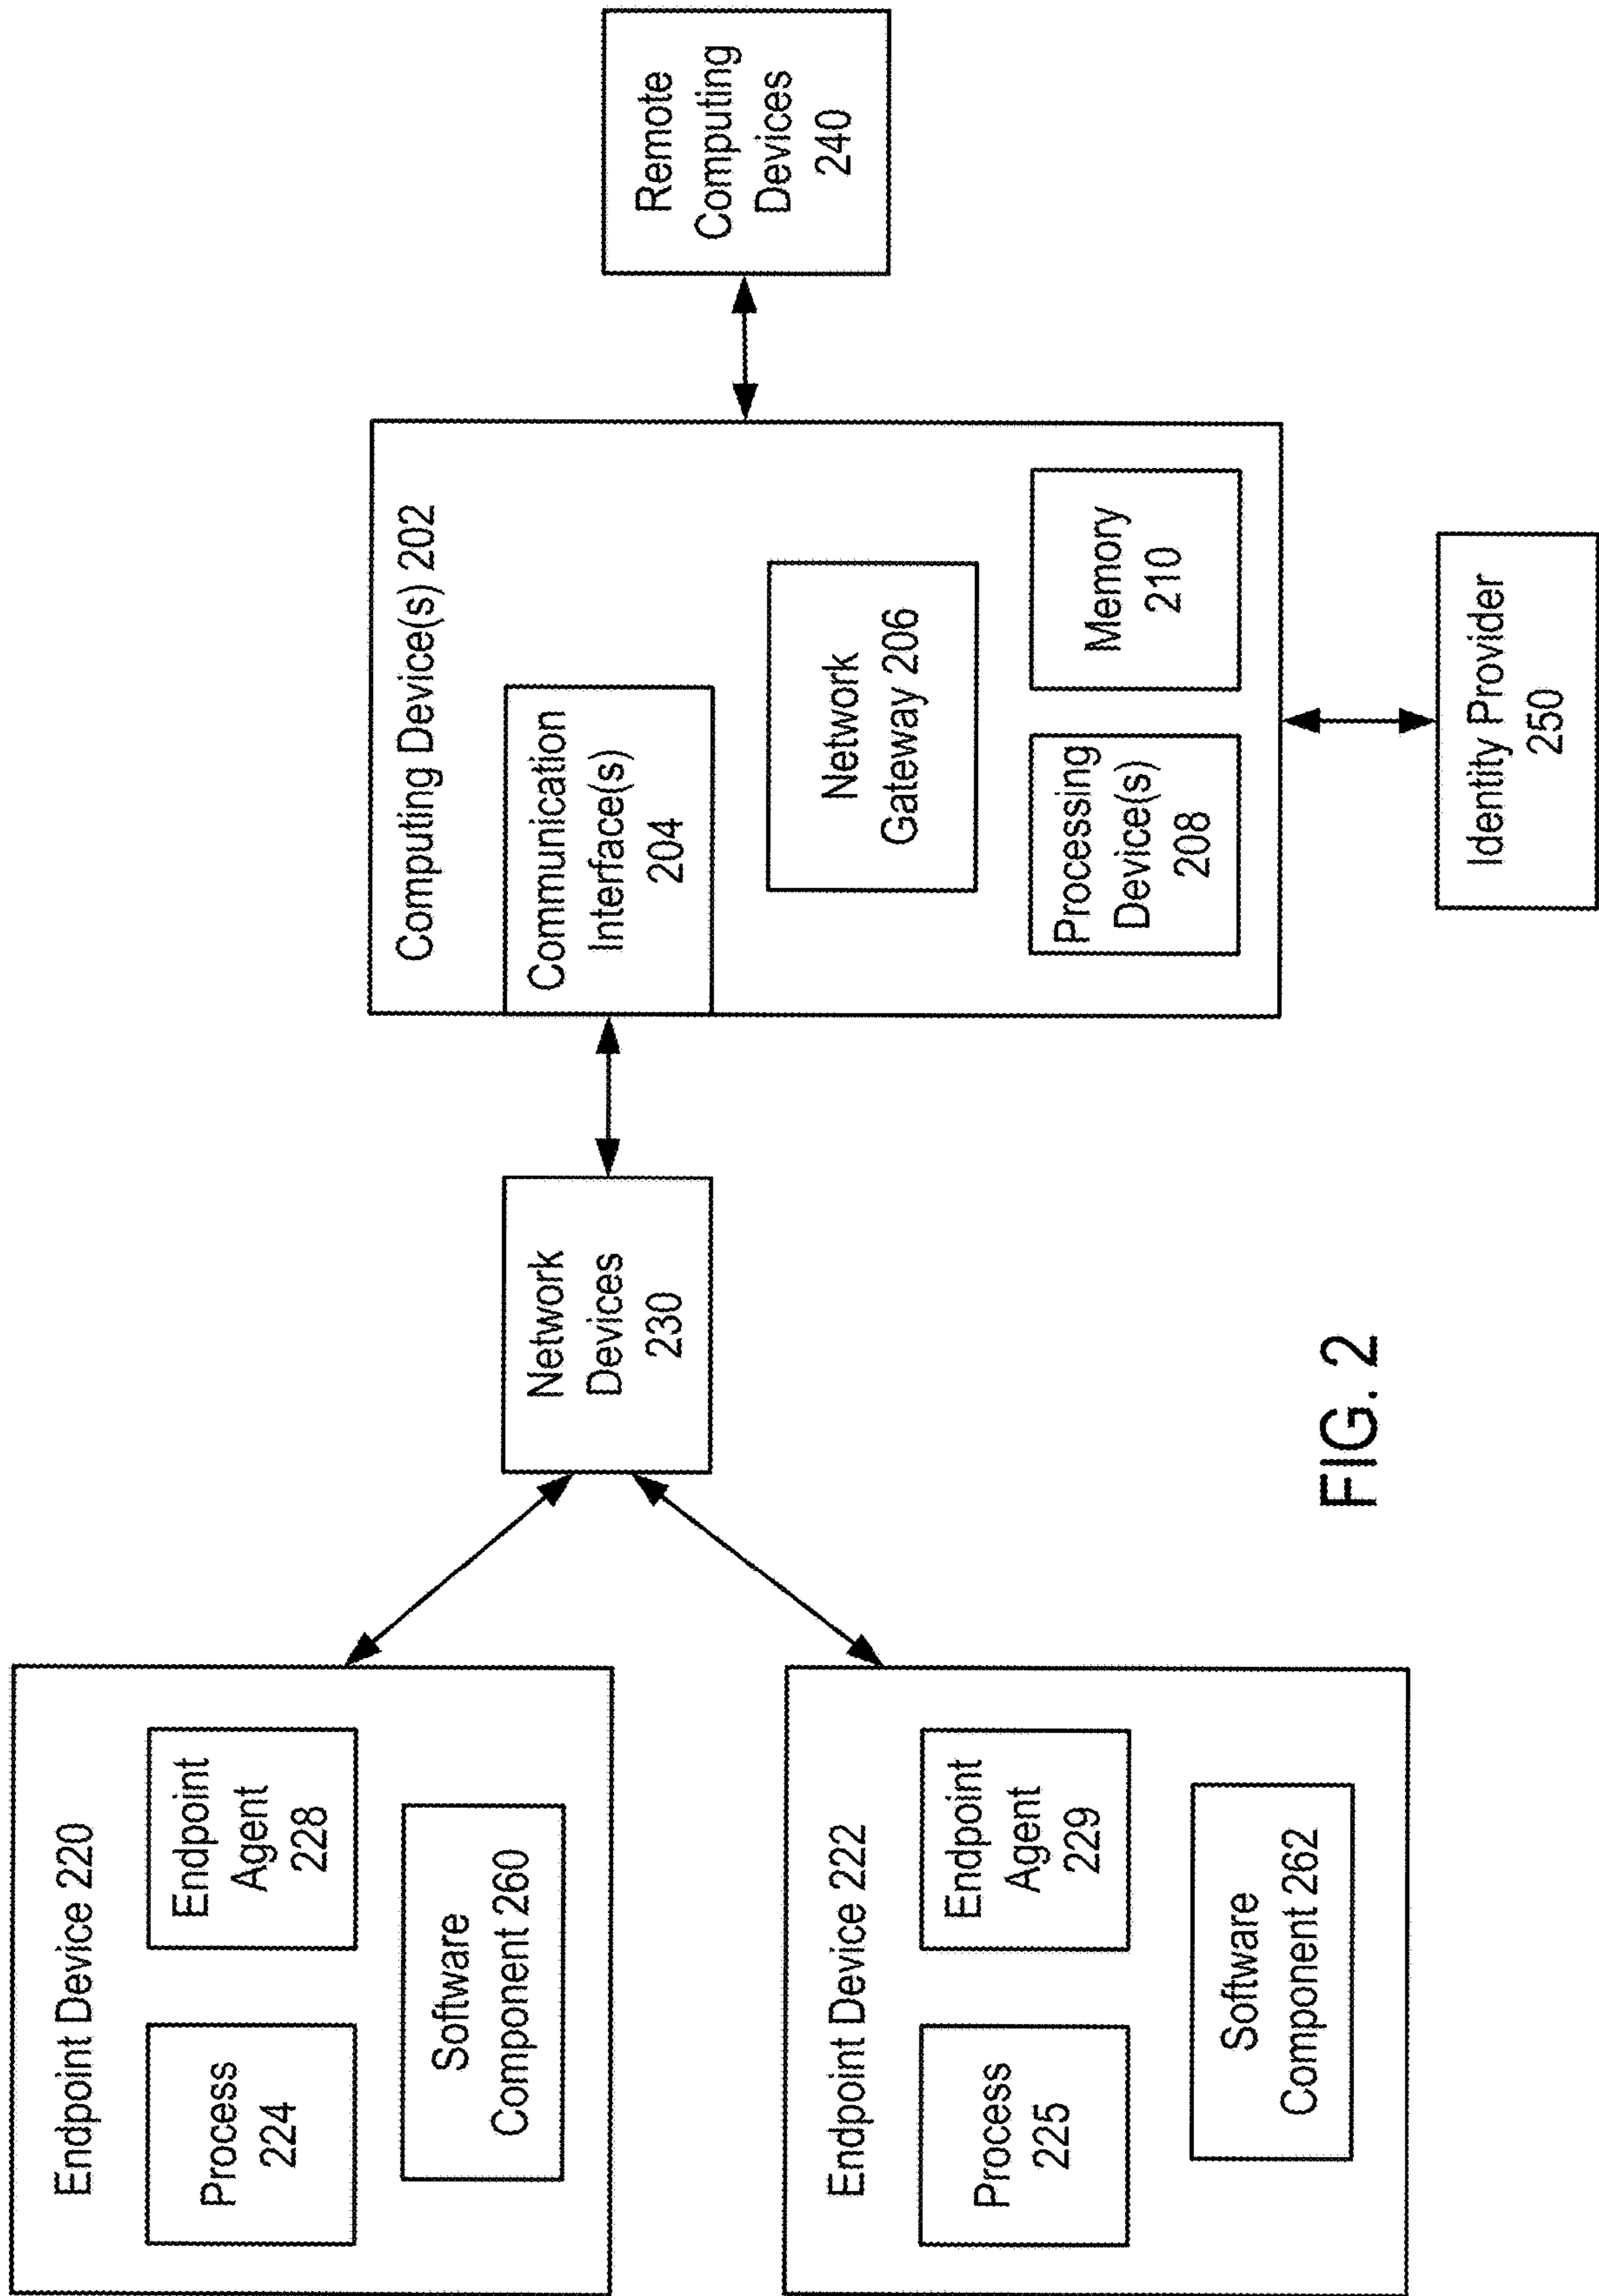 Endpoint Device 220
Process
224
Endpoint
Agent
228
Software
Component 260
Endpoint Device 222
Process
225
Endpoint
Agent
229
Software
Component 262
Network
Devices
230
Computing Device(s) 202
Communication
Interface(s)
204
Network
Gateway 206
Processing
Device(s)
208
Memory
210
Remote
Computing
Devices
240
Identity Provider
250
FIG. 2